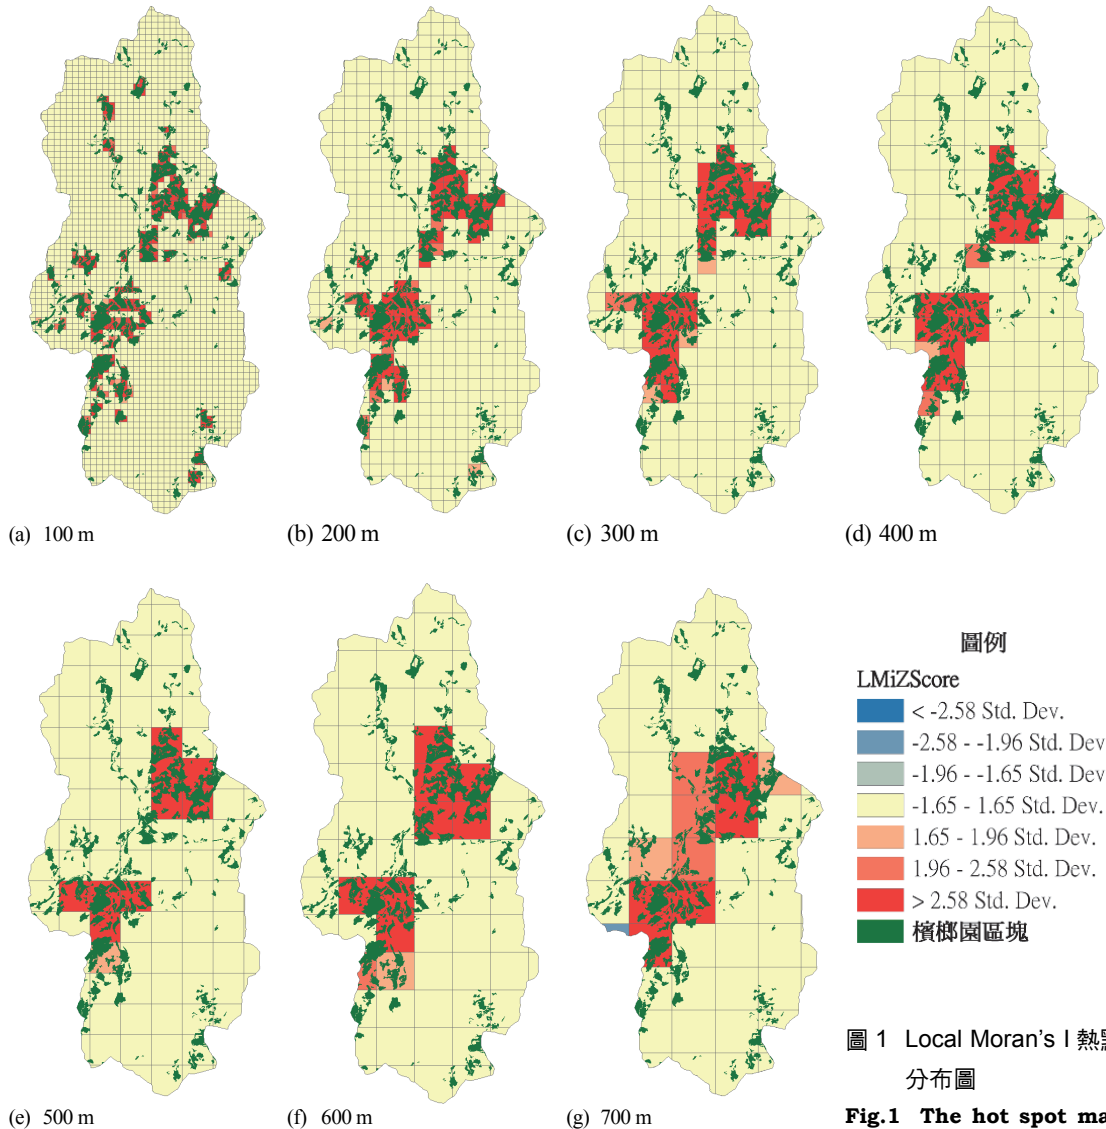 (a) 100 m
(b) 200 m
(c) 300 m
(d) 400 m
(e) 500 m
(f) 600 m
(g) 700 m
圖例
LMiZScore
< -2.58 Std. Dev.
-2.58 - -1.96 Std. Dev
-1.96 - -1.65 Std. Dev
-1.65 - 1.65 Std. Dev.
1.65 - 1.96 Std. Dev.
1.96 - 2.58 Std. Dev.
> 2.58 Std. Dev.
檳榔園區塊
圖 1 Local Moran's I 熱
分布圖
Fig.1 The hot spot ma